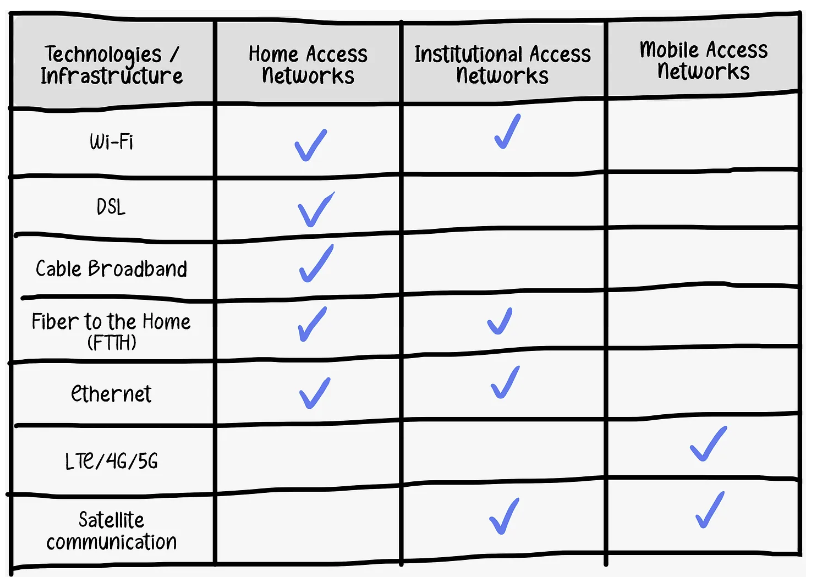 Technologies /
Infrastructure
Home Access
Networks
Institutional Access
Networks
Mobile Access
Networks
Wi-Fi
DSL
Cable Broadband
Fiber to the Home
(FTTH)
Ethernet
LTE/4G/5G
Satellite
communication